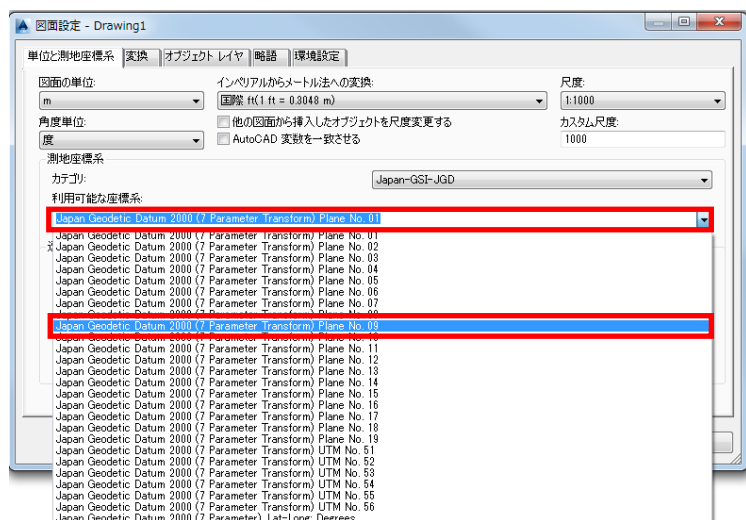 図面設定 - Drawing1
単位と測地座標系 変換 オブジェクト レイヤ 略語 環境設定
図面の単位: インペリアルからメートル法への変換: 尺度:
m 国際 ft(1 ft = 0.3048 m) 1:1000
角度単位: 他の図面から挿入したオブジェクトを尺度変更する カスタム尺度:
度 AutoCAD 変数を一致させる 1000
測地座標系
カテゴリ: Japan-GSI-JGD
利用可能な座標系:
Japan Geodetic Datum 2000 (7 Parameter Transform) Plane No. 01
Japan Geodetic Datum 2000 (7 Parameter Transform) Plane No. 01
Japan Geodetic Datum 2000 (7 Parameter Transform) Plane No. 02
Japan Geodetic Datum 2000 (7 Parameter Transform) Plane No. 03
Japan Geodetic Datum 2000 (7 Parameter Transform) Plane No. 04
Japan Geodetic Datum 2000 (7 Parameter Transform) Plane No. 05
Japan Geodetic Datum 2000 (7 Parameter Transform) Plane No. 06
Japan Geodetic Datum 2000 (7 Parameter Transform) Plane No. 07
Japan Geodetic Datum 2000 (7 Parameter Transform) Plane No. 09
Japan Geodetic Datum 2000 (7 Parameter Transform) Plane No. 11
Japan Geodetic Datum 2000 (7 Parameter Transform) Plane No. 12
Japan Geodetic Datum 2000 (7 Parameter Transform) Plane No. 13
Japan Geodetic Datum 2000 (7 Parameter Transform) Plane No. 14
Japan Geodetic Datum 2000 (7 Parameter Transform) Plane No. 15
Japan Geodetic Datum 2000 (7 Parameter Transform) Plane No. 16
Japan Geodetic Datum 2000 (7 Parameter Transform) Plane No. 17
Japan Geodetic Datum 2000 (7 Parameter Transform) Plane No. 18
Japan Geodetic Datum 2000 (7 Parameter Transform) Plane No. 19
Japan Geodetic Datum 2000 (7 Parameter Transform) UTM No. 51
Japan Geodetic Datum 2000 (7 Parameter Transform) UTM No. 52
Japan Geodetic Datum 2000 (7 Parameter Transform) UTM No. 53
Japan Geodetic Datum 2000 (7 Parameter Transform) UTM No. 54
Japan Geodetic Datum 2000 (7 Parameter Transform) UTM No. 55
Japan Geodetic Datum 2000 (7 Parameter Transform) UTM No. 56
Japan Geodetic Datum 2000 (7 Parameter) Lat-Long; Degrees